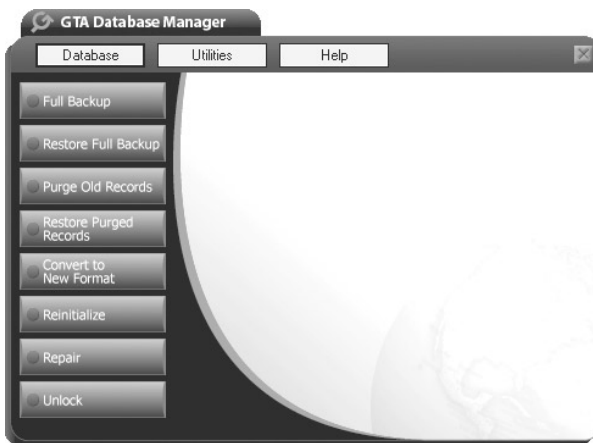 GTA Database Manager
Database Utilities Help
Full Backup
Restore Full Backup
Purge Old Records
Restore Purged
Records
Convert to
New Format
Reinitialize
Repair
Unlock